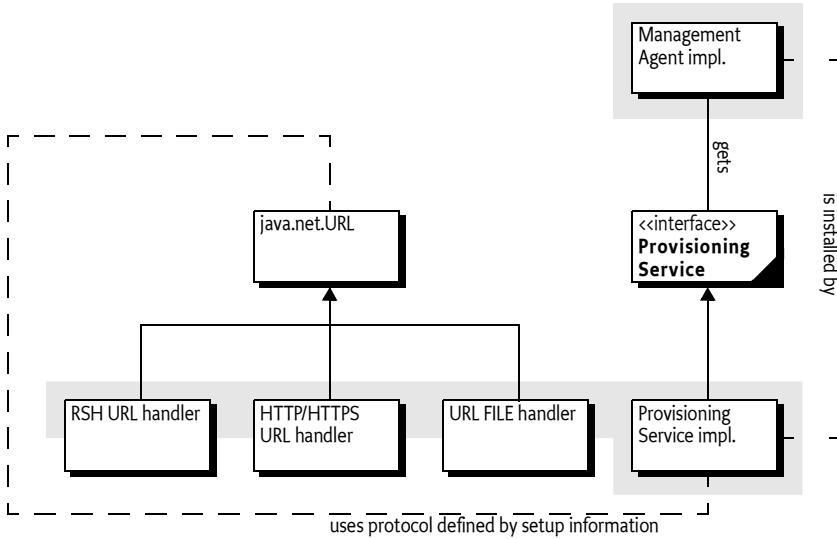 Management
Agent impl.
gets
is installed by
java.net.URL
<<interface>>
Provisioning
Service
RSH URL handler
HTTP/HTTPS
URL handler
URL FILE handler
Provisioning
Service impl.
uses protocol defined by setup information